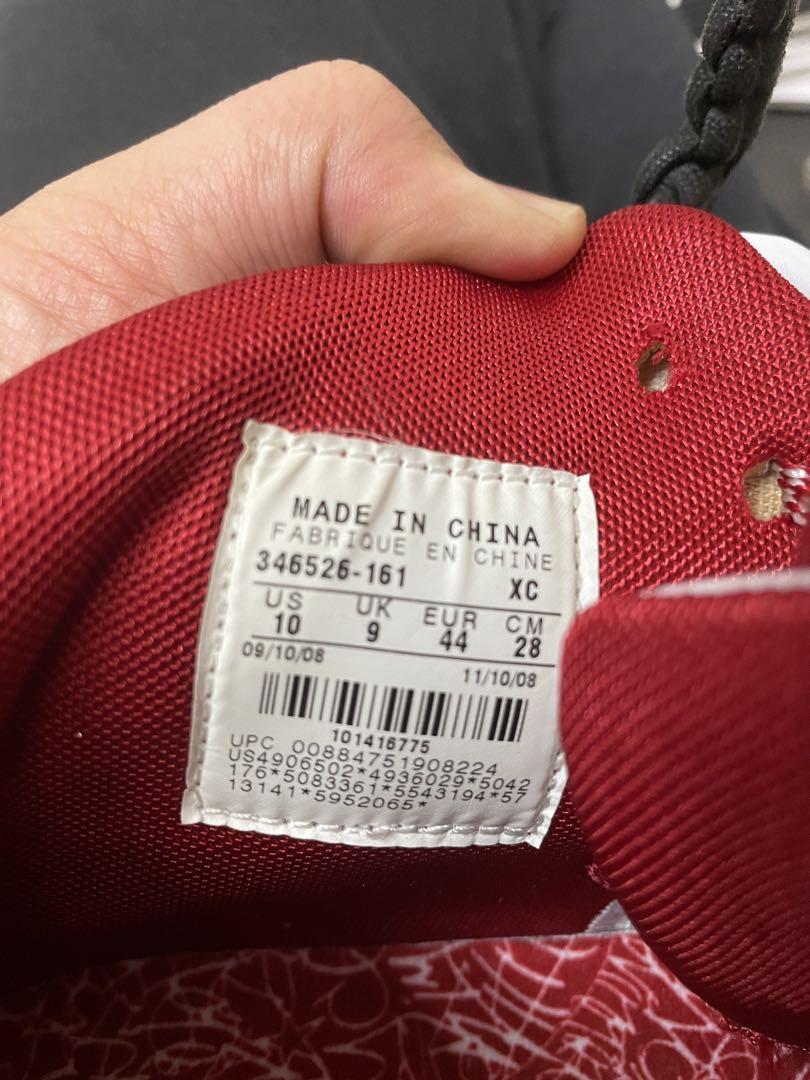 MADE IN CHINA
FABRIQUE EN CHINE
346526-161 XC
US UK EUR CM
10 9 44 28
09/10/08 11/10/08
101416775
UPC 00884751908224
US4906502*4936029*5042
176*5083361*5543194*57
13141*5952065*